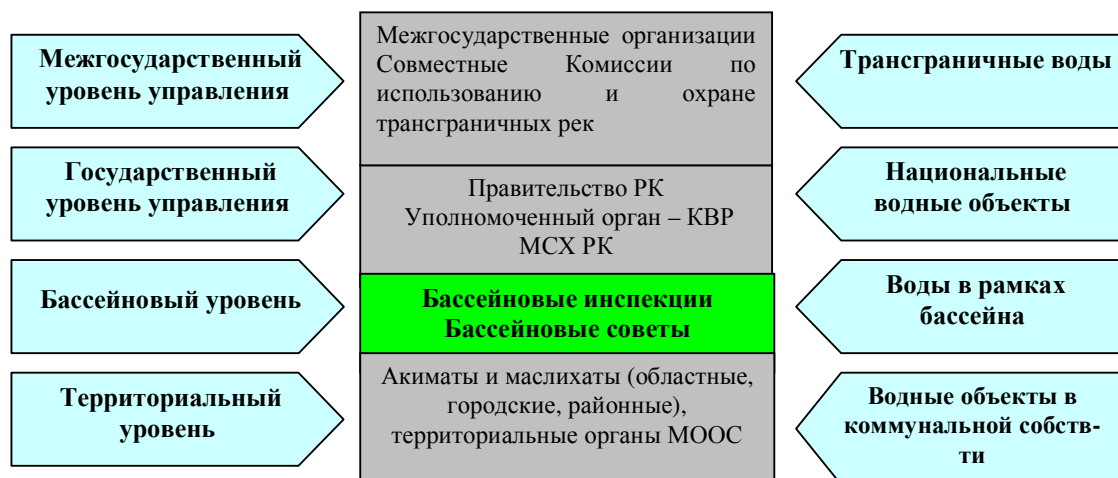 Межгосударственный
уровень управления
Межгосударственные организации
Совместные Комиссии по
использованию и охране
трансграничных рек
Трансграничные воды
Государственный
уровень управления
Правительство РК
Уполномоченный орган – КВР
МСХ РК
Национальные
водные объекты
Бассейновый уровень
Бассейновые инспекции
Бассейновые советы
Воды в рамках
бассейна
Территориальный
уровень
Акиматы и маслихаты (областные,
городские, районные),
территориальные органы МООС
Водные объекты в
коммунальной собств-
ти